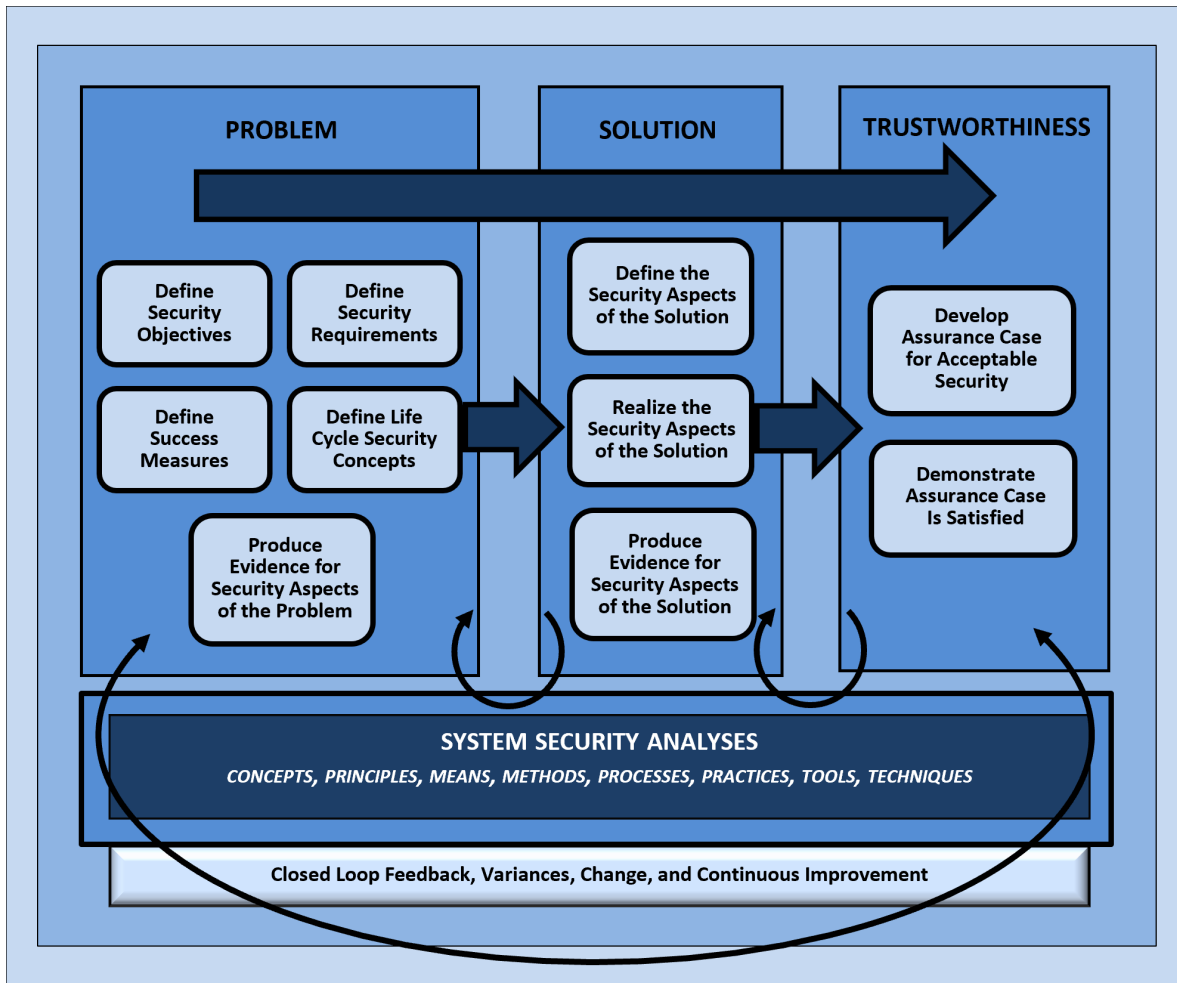 PROBLEM
SOLUTION
TRUSTWORTHINESS
Define
Security
Objectives
Define
Security
Requirements
Define
Success
Measures
Define Life
Cycle Security
Concepts
Produce
Evidence for
Security Aspects
of the Problem
Define the
Security Aspects
of the Solution
Realize the
Security Aspects
of the Solution
Produce
Evidence for
Security Aspects
of the Solution
Develop
Assurance Case
for Acceptable
Security
Demonstrate
Assurance Case
Is Satisfied
SYSTEM SECURITY ANALYSES
CONCEPTS, PRINCIPLES, MEANS, METHODS, PROCESSES, PRACTICES, TOOLS, TECHNIQUES
Closed Loop Feedback, Variances, Change, and Continuous Improvement